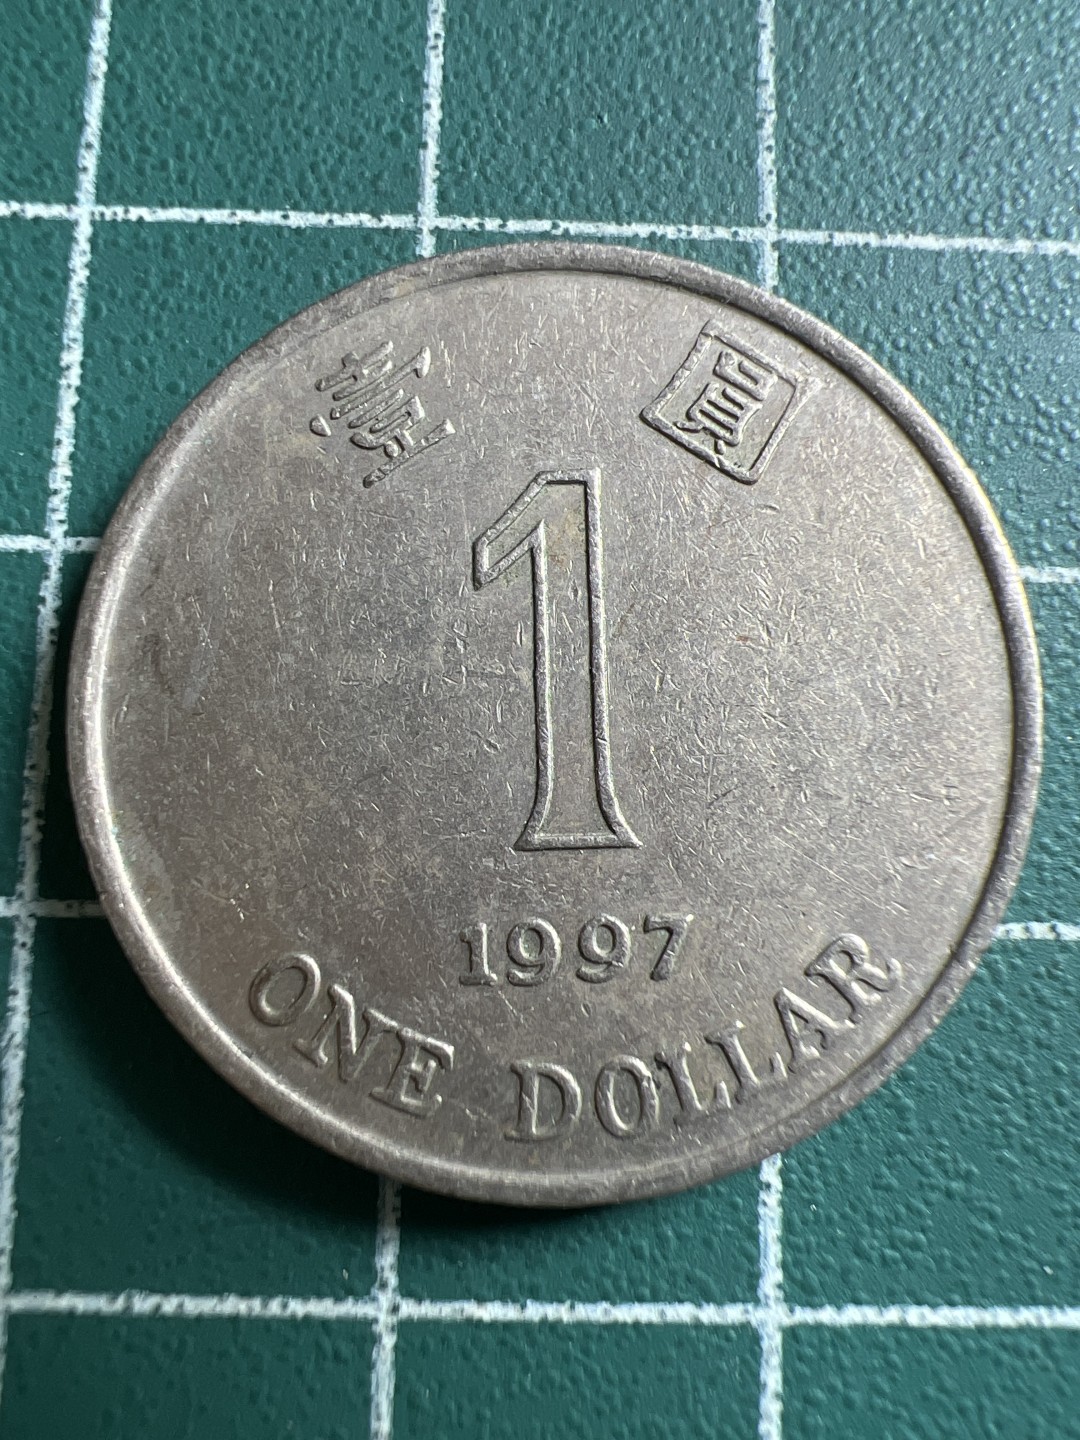 壹 圓
1
1997
ONE DOLLAR